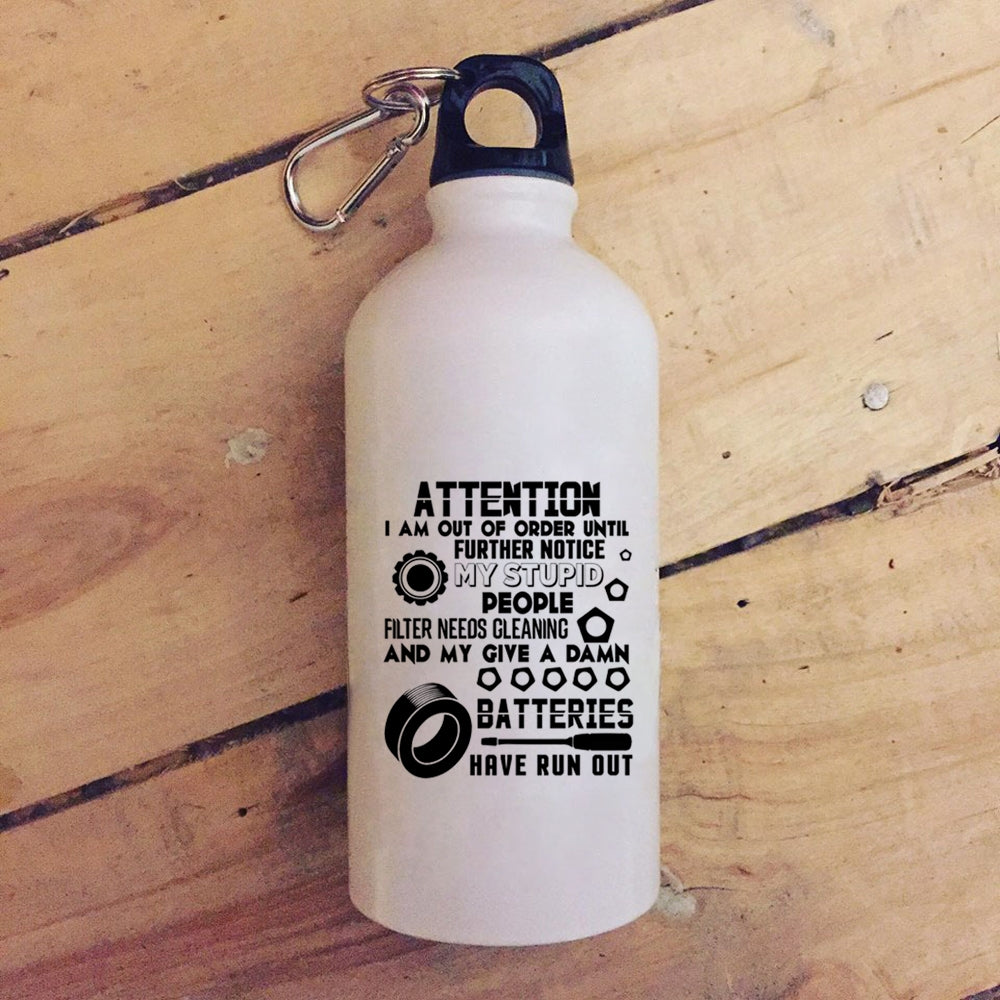 ATTENTION
I AM OUT OF ORDER UNTIL
FURTHER NOTICE
MY STUPID
PEOPLE
FILTER NEEDS CLEANING
AND MY GIVE A DAMN
BATTERIES
HAVE RUN OUT